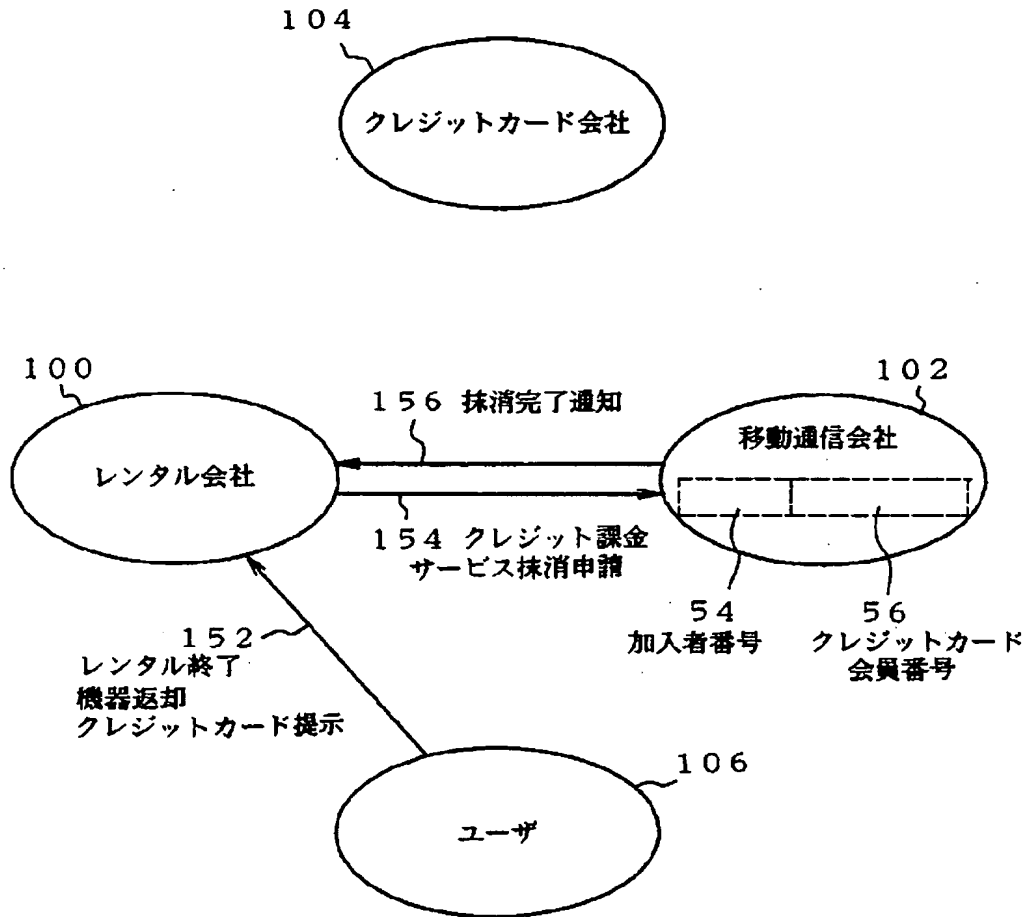 １０４
クレジットカード会社
１００
１０２
１５６ 抹消完了通知
移動通信会社
レンタル会社
１５４ クレジット課金
サービス抹消申請
５４
加入者番号
５６
クレジットカード
会員番号
１５２
レンタル終了
機器返却
クレジットカード提示
１０６
ユーザ